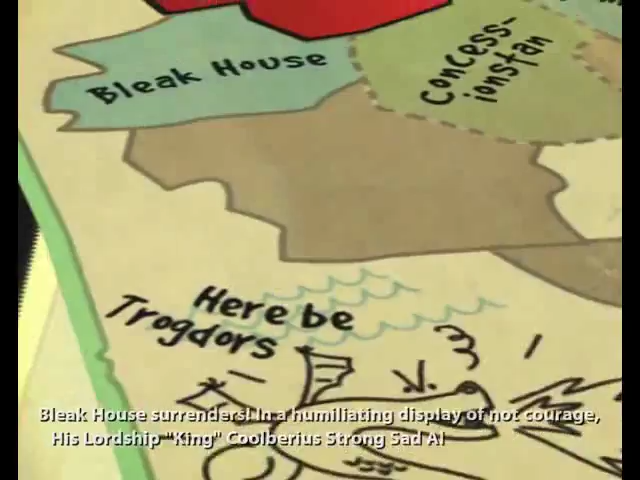 Bleak House
Concess-
ionstan
Here be
Trogdors
Bleak House surrenders! In a humiliating display of not courage,
His Lordship "King" Coolberius Strong Sad Al